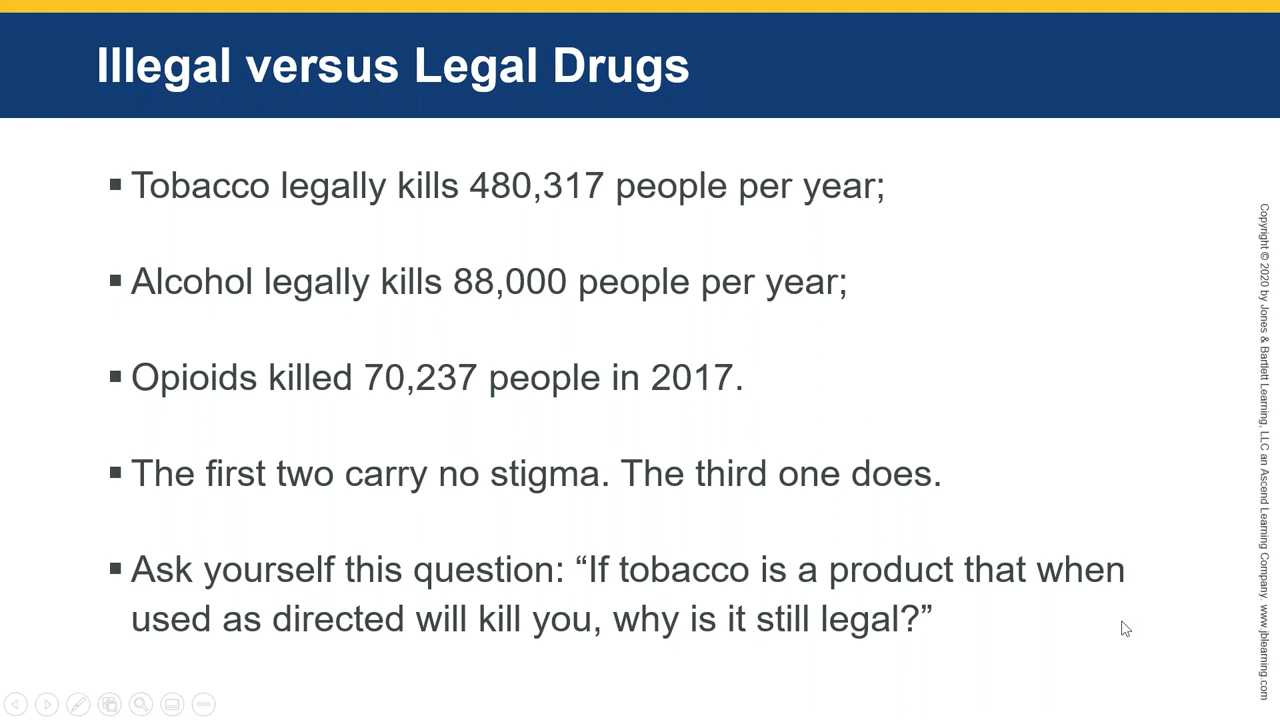 Illegal versus Legal Drugs
▪ Tobacco legally kills 480,317 people per year;
▪ Alcohol legally kills 88,000 people per year;
▪ Opioids killed 70,237 people in 2017.
▪ The first two carry no stigma. The third one does.
▪ Ask yourself this question: “If tobacco is a product that when
used as directed will kill you, why is it still legal?”
Copyright © 2020 by Jones & Bartlett Learning, LLC an Ascend Learning Company. www.jblearning.com